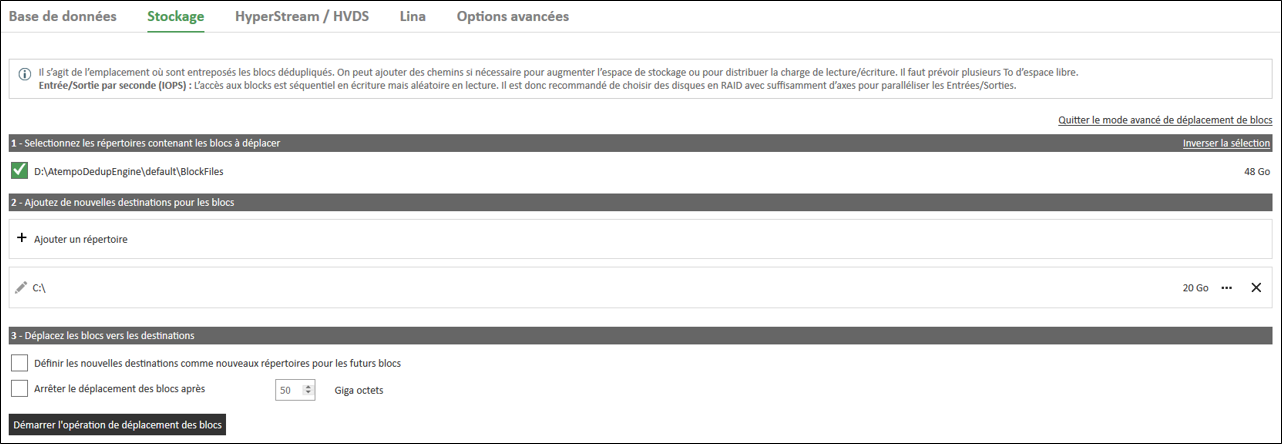 Base de données Stockage HyperStream / HVDS Lina Options avancées
Il s'agit de l'emplacement où sont entreposés les blocs dédupliqués. On peut ajouter des chemins si nécessaire pour augmenter l'espace de stockage ou pour distribuer la charge de lecture/écriture. Il faut prévoir plusieurs To d'espace libre.
Entrée/Sortie par seconde (IOPS) : L'accès aux blocks est séquentiel en écriture mais aléatoire en lecture. Il est donc recommandé de choisir des disques en RAID avec suffisamment d'axes pour paralléliser les Entrées/Sorties.
Quitter le mode avancé de déplacement de blocs
1 - Selectionnez les répertoires contenant les blocs à déplacer Inverser la sélection
D:\AtempoDedupEngine\default\BlockFiles 48 Go
2 - Ajoutez de nouvelles destinations pour les blocs
+ Ajouter un répertoire
C:\ 20 Go ...
3 - Déplacez les blocs vers les destinations
Définir les nouvelles destinations comme nouveaux répertoires pour les futurs blocs
Arrêter le déplacement des blocs après 50 Giga octets
Démarrer l'opération de déplacement des blocs